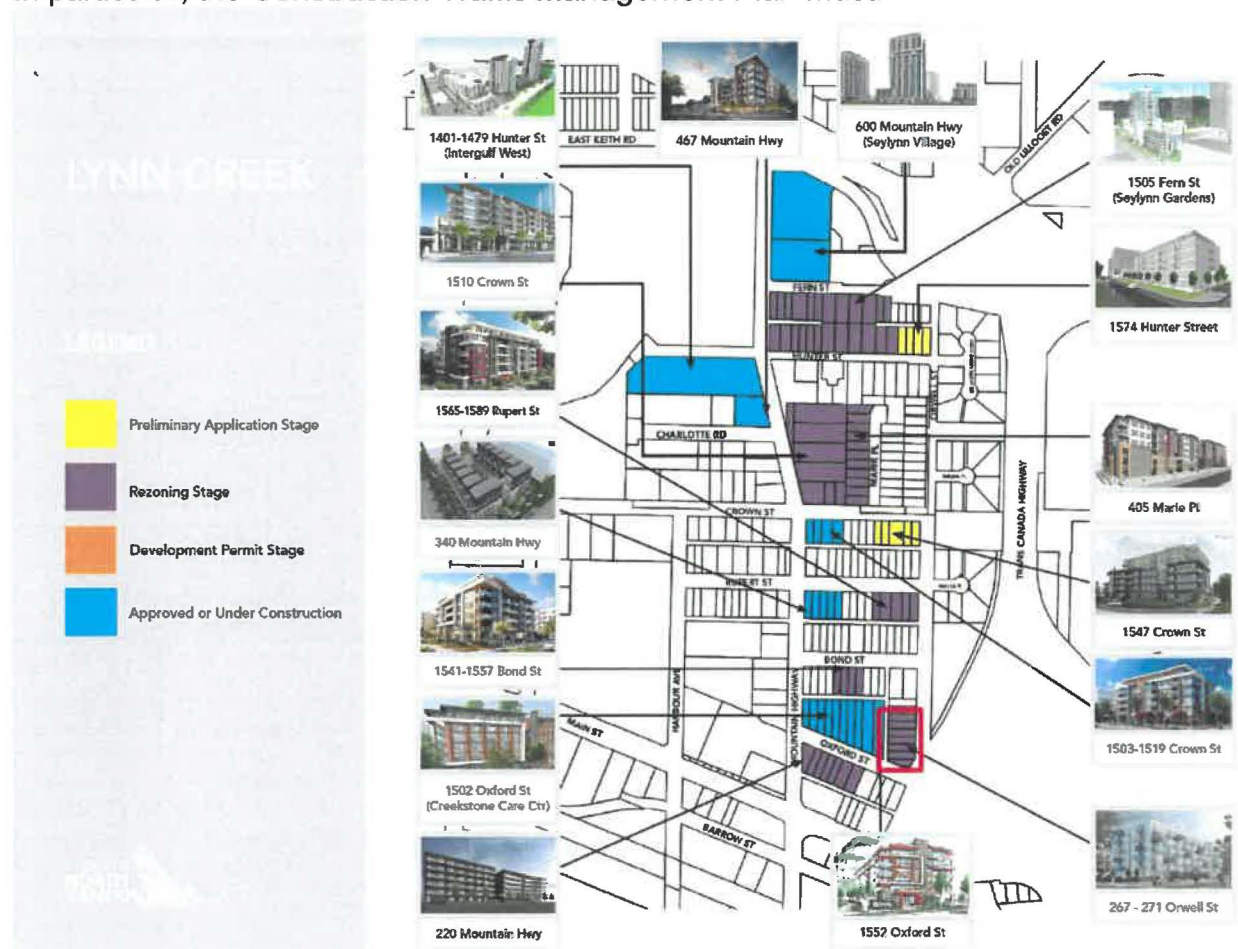 LYNN CREEK
LEGEND
Preliminary Application Stage
Rezoning Stage
Development Permit Stage
Approved or Under Construction
1401-1479 Hunter St
(Intergulf West)
467 Mountain Hwy
600 Mountain Hwy
(Seylynn Village)
1505 Fern St
(Seylynn Gardens)
1510 Crown St
1574 Hunter Street
1565-1589 Rupert St
405 Marie Pl
340 Mountain Hwy
1547 Crown St
1541-1557 Bond St
1503-1519 Crown St
1502 Oxford St
(Creekstone Care Ctr)
267 - 271 Orwell St
220 Mountain Hwy
1552 Oxford St
EAST KEITH RD
OLD LILLOOET RD
FERN ST
HUNTER ST
CHARLOTTE RD
MARIE PL
CROWN ST
RUPERT ST
BOND ST
TRANS CANADA HIGHWAY
HARBOUR AVE
MOUNTAIN HIGHWAY
OXFORD ST
MAIN ST
BARROW ST